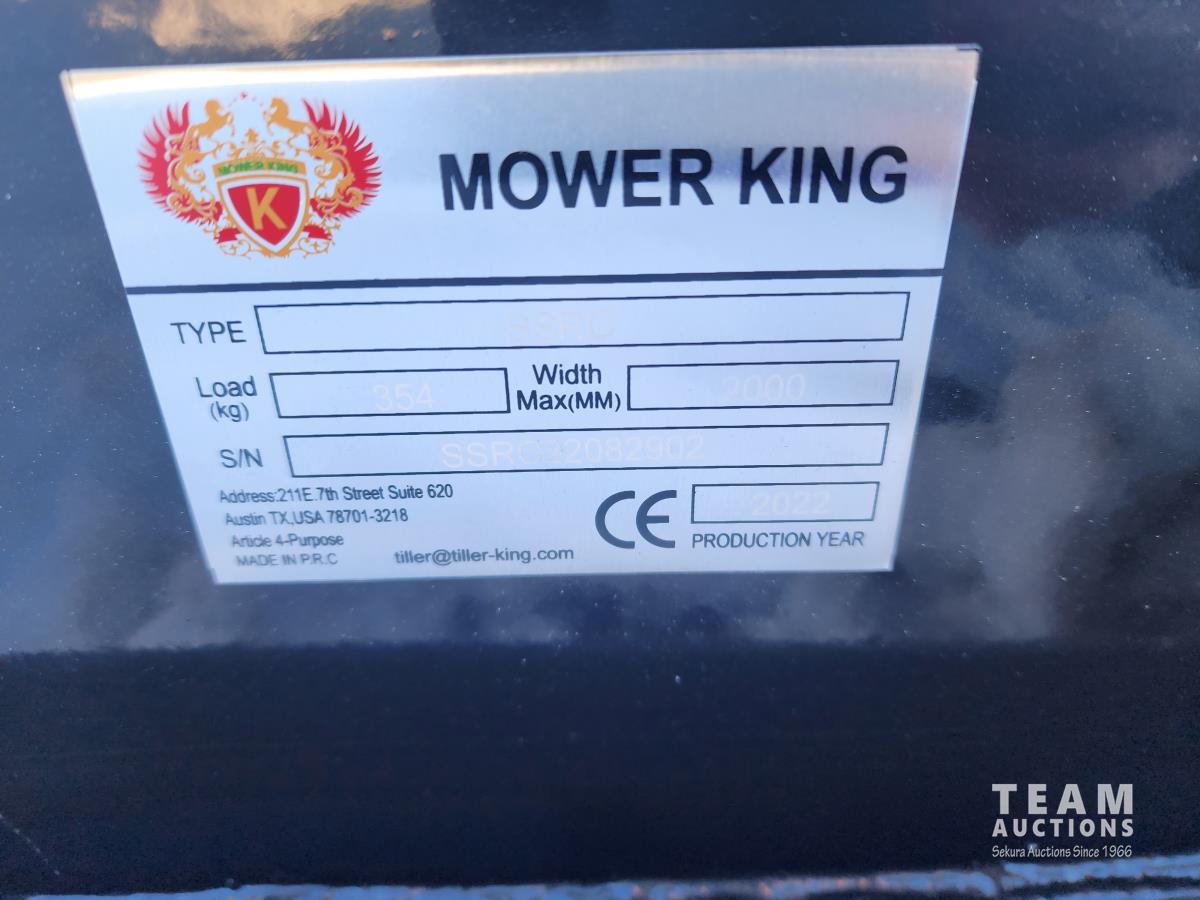 MOWER KING
K
MOWER KING
TYPE SSRC
Load (kg) 354 Width Max(MM) 2000
S/N SSRC22082902
Address:211E.7th Street Suite 620
Austin TX,USA 78701-3218
Article 4-Purpose
MADE IN P.R.C tiller@tiller-king.com
CE 2022
PRODUCTION YEAR
TEAM
AUCTIONS
Sekura Auctions Since 1966